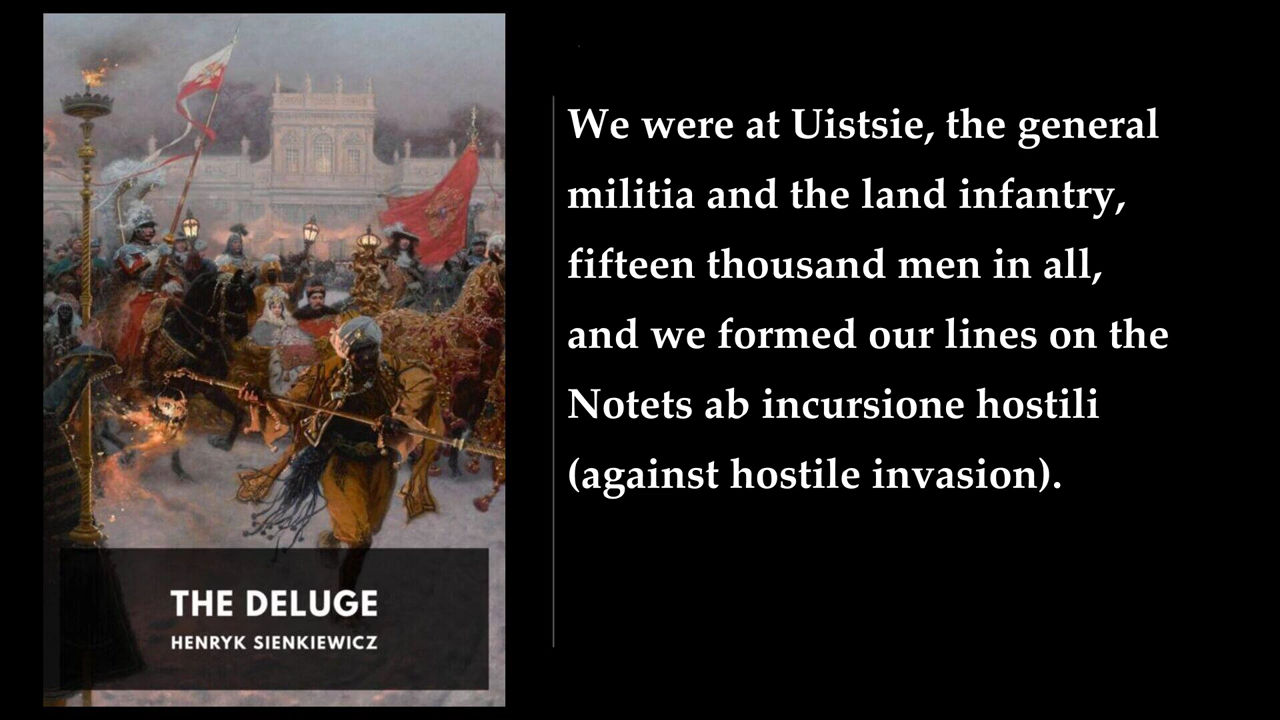 THE DELUGE
HENRYK SIENKIEWICZ
We were at Uistsie, the general
militia and the land infantry,
fifteen thousand men in all,
and we formed our lines on the
Notets ab incursione hostili
(against hostile invasion).